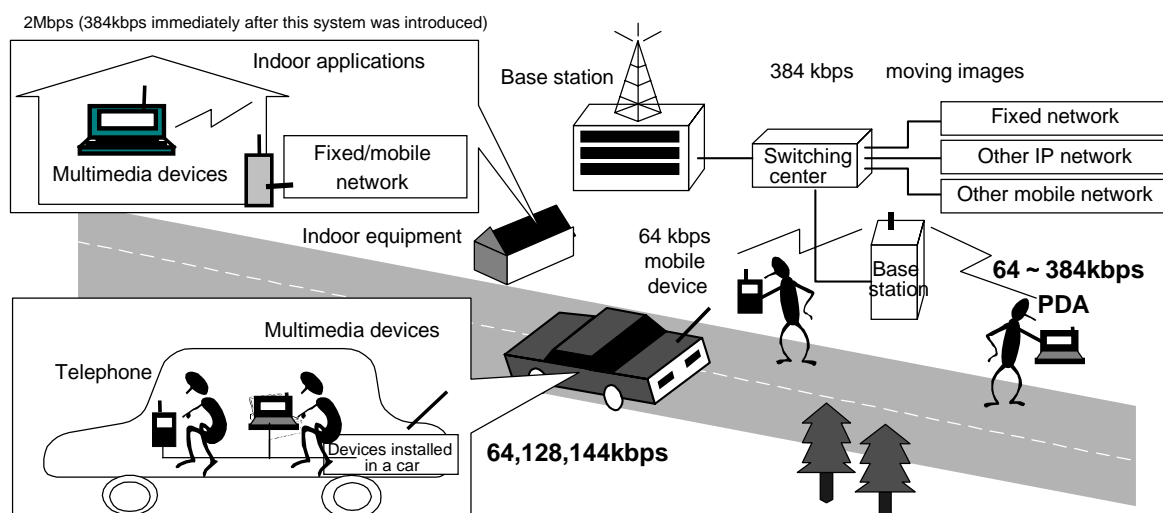 2Mbps (384kbps immediately after this system was introduced)
Indoor applications
Multimedia devices
Fixed/mobile
network
Base station
384 kbps moving images
Switching
center
Fixed network
Other IP network
Other mobile network
Indoor equipment
64 kbps
mobile
device
Base
station
64 ~ 384kbps
PDA
Multimedia devices
Telephone
Devices installed
in a car
64,128,144kbps